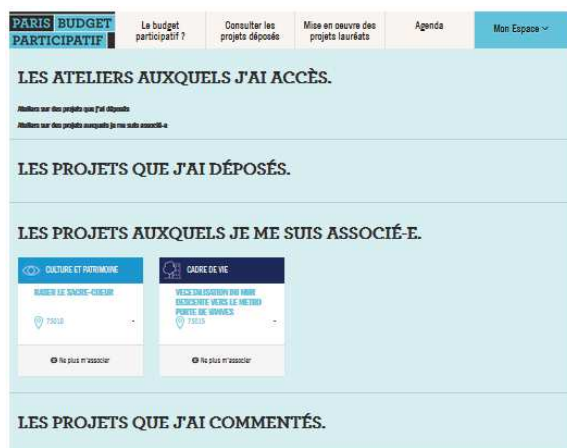 PARIS BUDGET
PARTICIPATIF
Le budget
participatif ?
Consulter les
projets déposés
Mise en oeuvre des
projets lauréats
Agenda
Mon Espace
LES ATELIERS AUXQUELS J'AI ACCÈS.
Ateliers sur des projets que j'ai déposés
Ateliers sur des projets auxquels je me suis associé-e
LES PROJETS QUE J'AI DÉPOSÉS.
LES PROJETS AUXQUELS JE ME SUIS ASSOCIÉ-E.
CULTURE ET PATRIMOINE
RASER LE SACRE-COEUR
75018
-
Ne plus m'associer
CADRE DE VIE
VEGETALISATION DU MUR
DESCENTE VERS LE METRO
PORTE DE VANVES
-
Ne plus m'associer
LES PROJETS QUE J'AI COMMENTÉS.